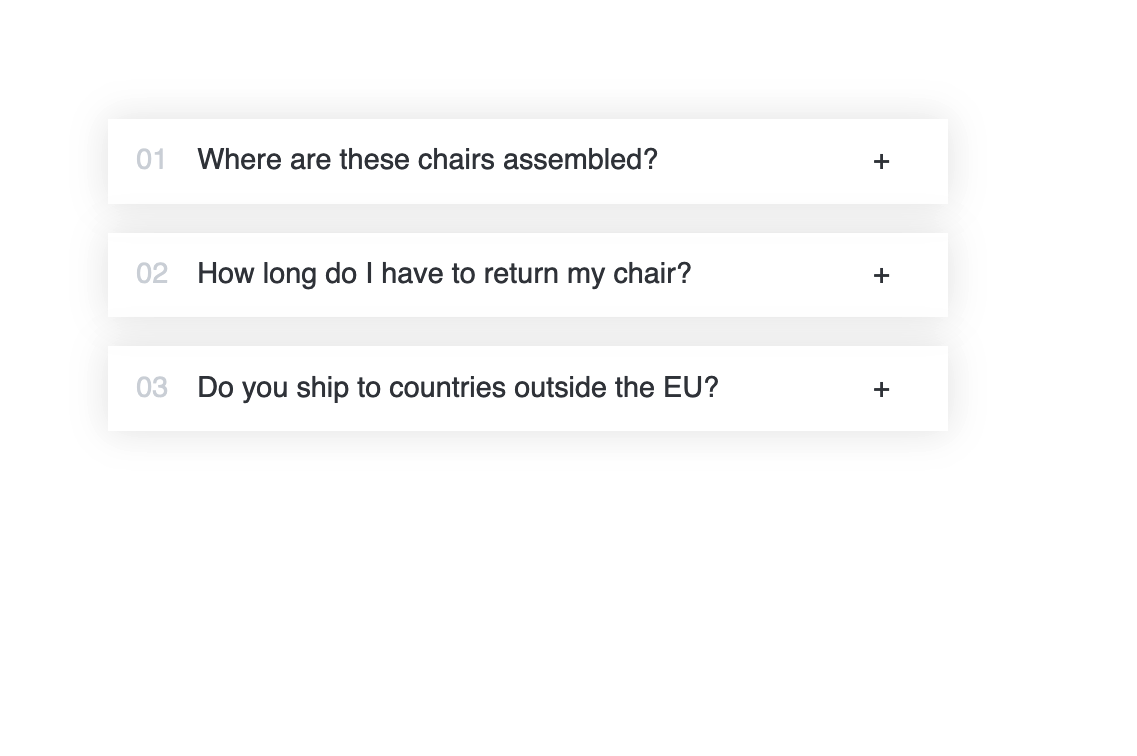 01 Where are these chairs assembled? +
02 How long do I have to return my chair? +
03 Do you ship to countries outside the EU? +